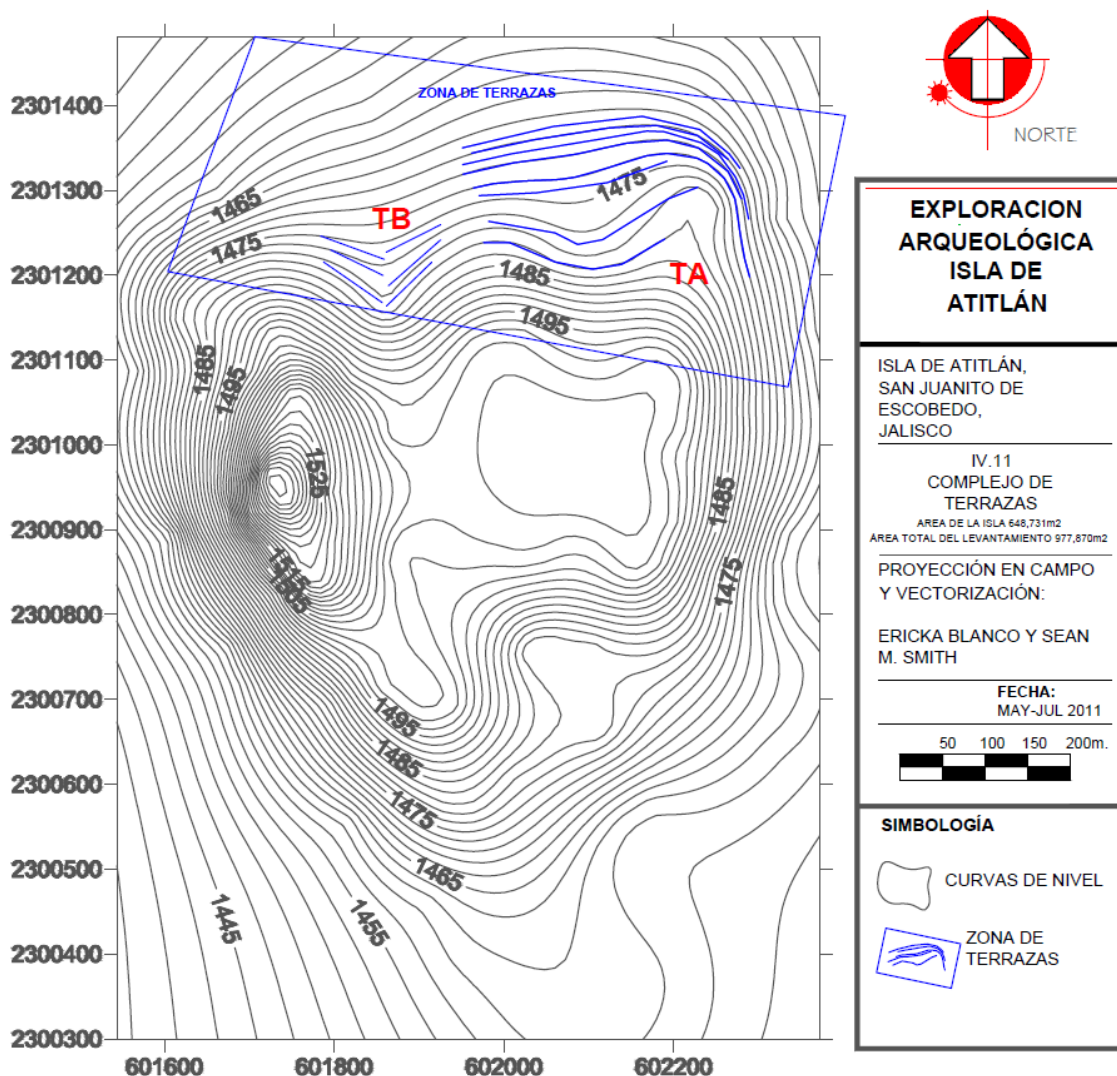 2301400
2301300
2301200
2301100
2301000
2300900
2300800
2300700
2300600
2300500
2300400
2300300
601600
601800
602000
602200
ZONA DE TERRAZAS
TB
TA
1465
1475
1475
1485
1495
1485
1495
1525
1515
1505
1485
1475
1495
1485
1475
1465
1455
1445
NORTE
EXPLORACION
ARQUEOLÓGICA
ISLA DE
ATITLÁN
ISLA DE ATITLÁN,
SAN JUANITO DE
ESCOBEDO,
JALISCO
IV.11
COMPLEJO DE
TERRAZAS
AREA DE LA ISLA 648,731m2
ÁREA TOTAL DEL LEVANTAMIENTO 977,870m2
PROYECCIÓN EN CAMPO
Y VECTORIZACIÓN:
ERICKA BLANCO Y SEAN
M. SMITH
FECHA:
MAY-JUL 2011
50 100 150 200m.
SIMBOLOGÍA
CURVAS DE NIVEL
ZONA DE
TERRAZAS